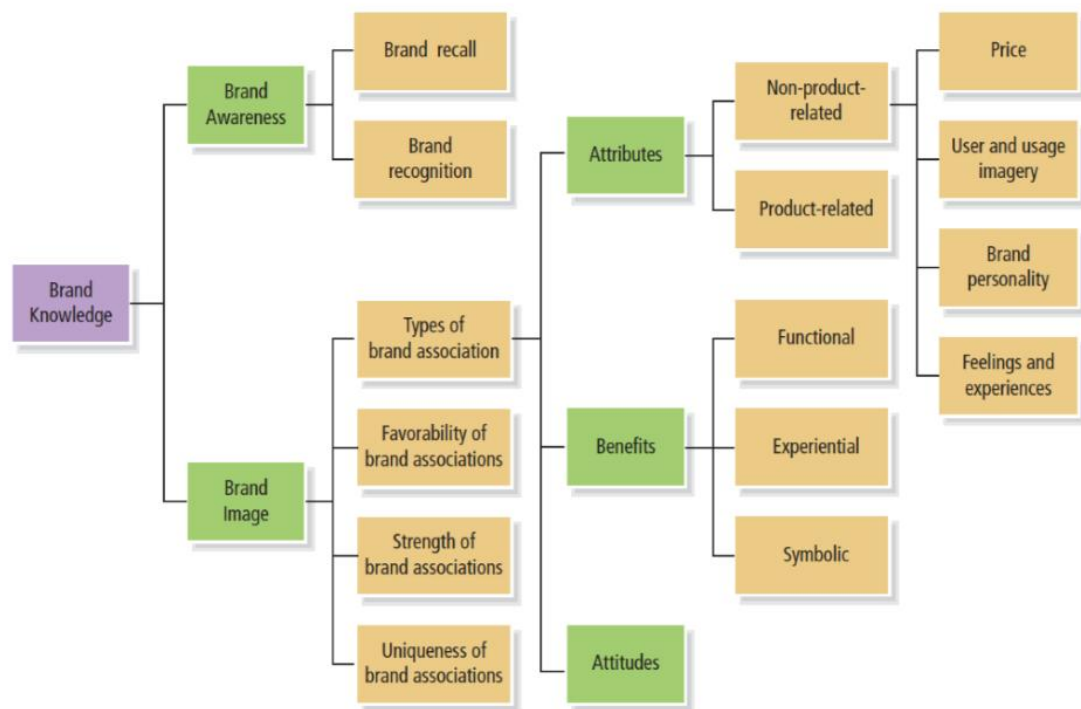 Brand
Knowledge
Brand
Awareness
Brand recall
Brand
recognition
Brand
Image
Types of
brand association
Favorability of
brand associations
Strength of
brand associations
Uniqueness of
brand associations
Attributes
Non-product-
related
Product-related
Price
User and usage
imagery
Brand
personality
Feelings and
experiences
Benefits
Functional
Experiential
Symbolic
Attitudes